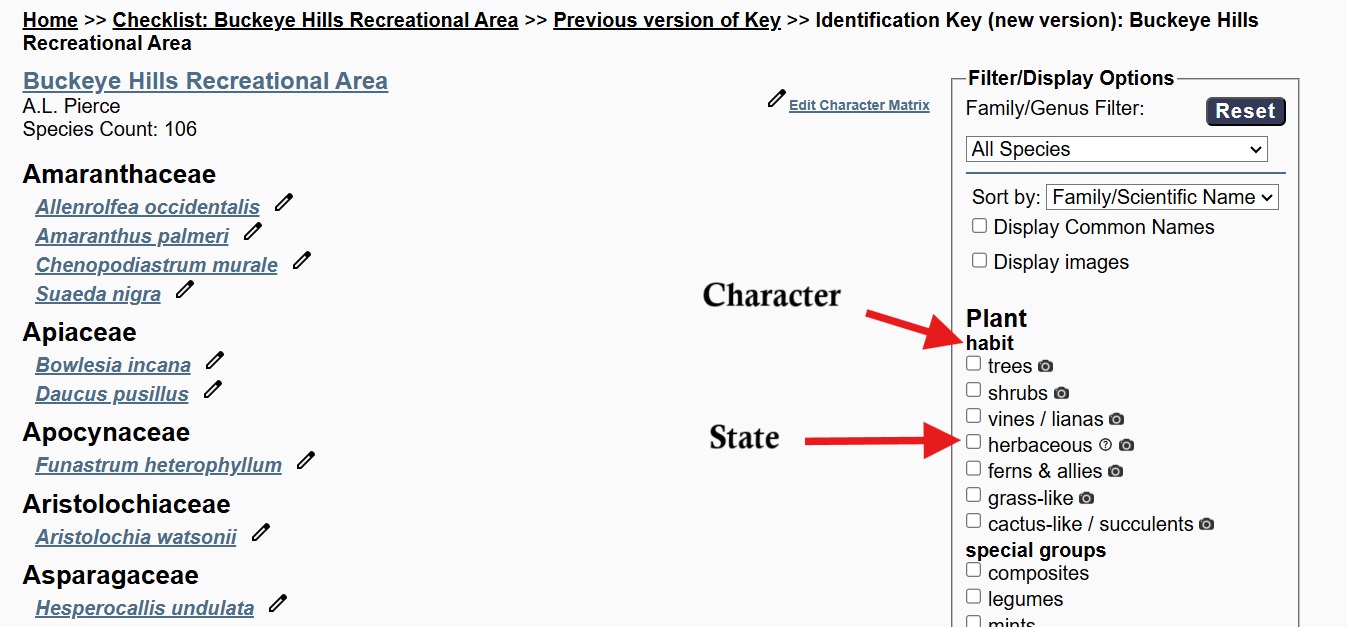 Home >> Checklist: Buckeye Hills Recreational Area >> Previous version of Key >> Identification Key (new version): Buckeye Hills
Recreational Area
Buckeye Hills Recreational Area
A.L. Pierce
Species Count: 106
Edit Character Matrix
Amaranthaceae
Allenrolfea occidentalis
Amaranthus palmeri
Chenopodiastrum murale
Suaeda nigra
Apiaceae
Bowlesia incana
Daucus pusillus
Apocynaceae
Funastrum heterophyllum
Aristolochiaceae
Aristolochia watsonii
Asparagaceae
Hesperocallis undulata
Character
State
Filter/Display Options
Family/Genus Filter:
Reset
All Species
Sort by: Family/Scientific Name
Display Common Names
Display images
Plant
habit
trees
shrubs
vines / lianas
herbaceous ?
ferns & allies
grass-like
cactus-like / succulents
special groups
composites
legumes
mints